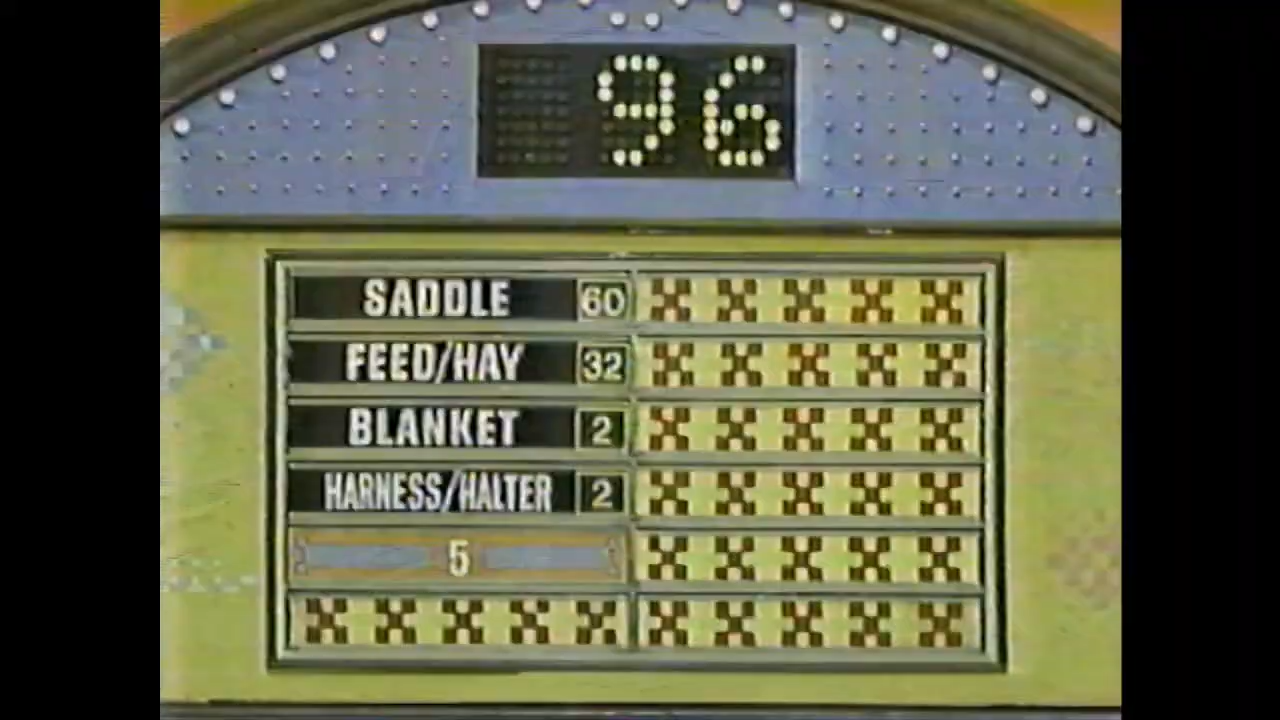 96
SADDLE 60
FEED/HAY 32
BLANKET 2
HARNESS/HALTER 2
5